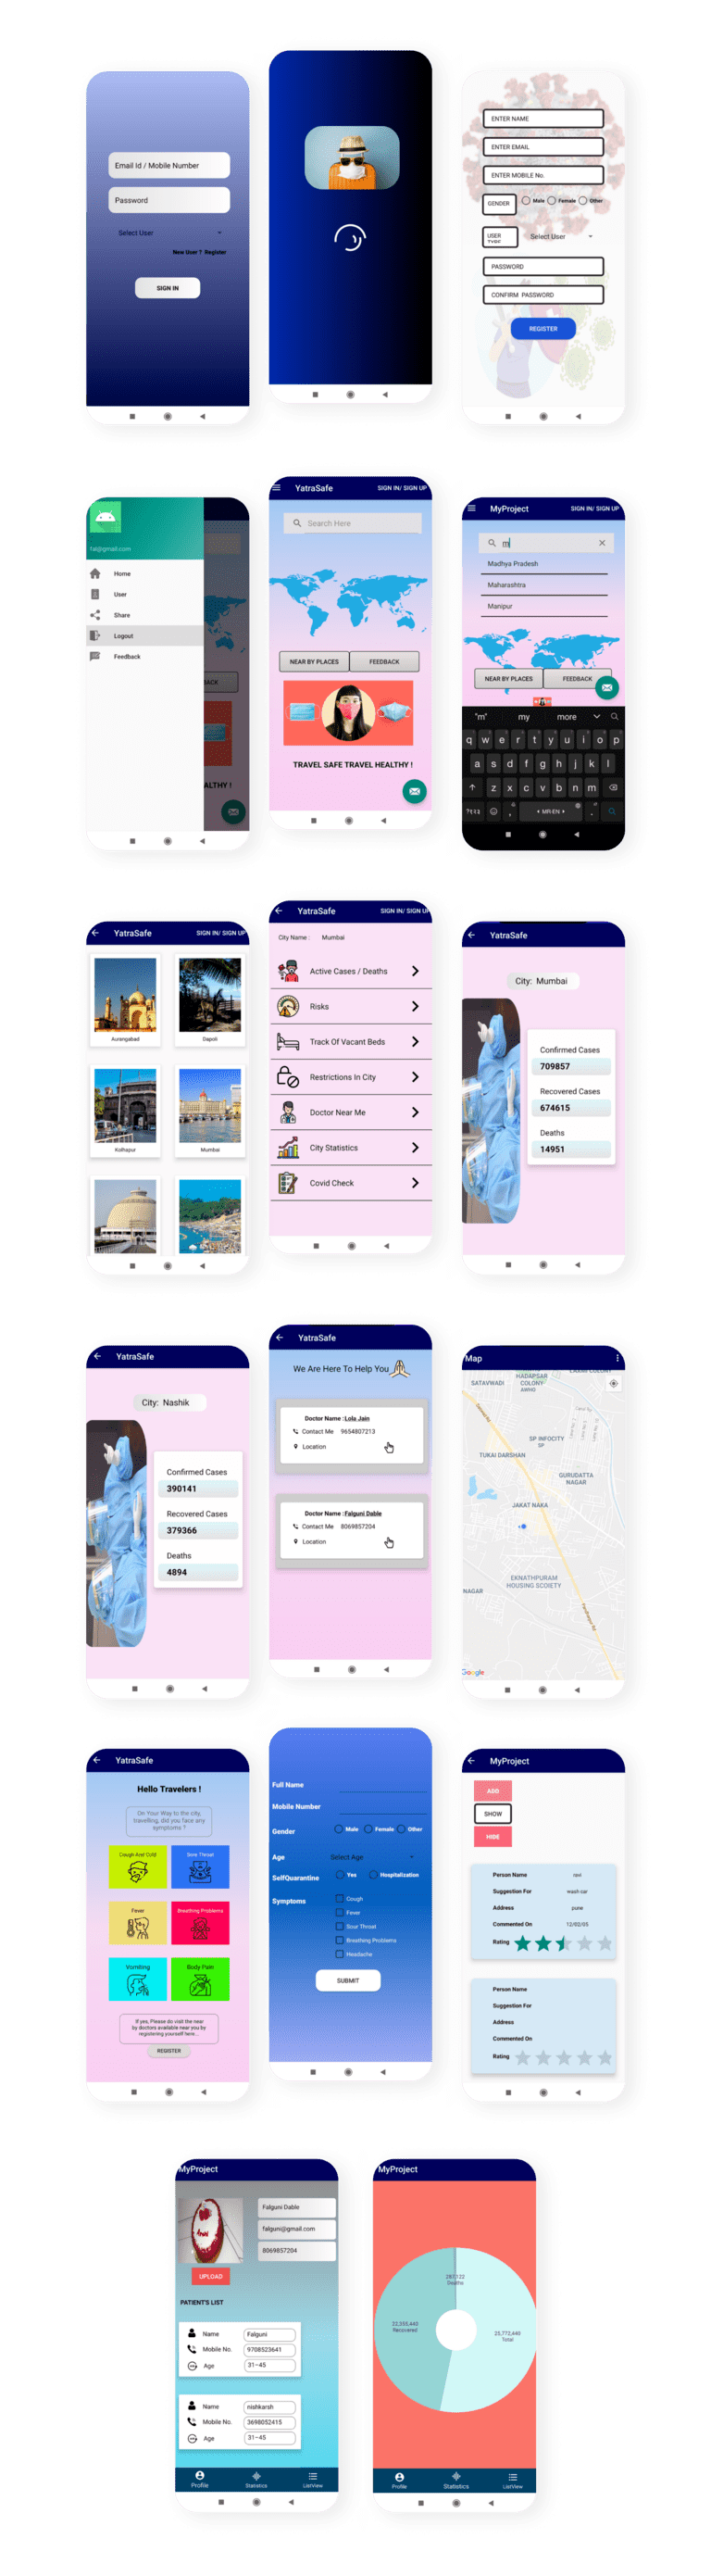 Email Id / Mobile Number
Password
Select User
New User ? Register
SIGN IN
ENTER NAME
ENTER EMAIL
ENTER MOBILE No.
GENDER
Male
Female
Other
USER
TYPE
Select User
PASSWORD
CONFIRM PASSWORD
REGISTER
fal@gmail.com
Home
User
Share
Logout
Feedback
ACK
ALTHY !
YatraSafe
SIGN IN/ SIGN UP
Search Here
NEAR BY PLACES
FEEDBACK
TRAVEL SAFE TRAVEL HEALTHY !
MyProject
SIGN IN/ SIGN UP
m
Madhya Pradesh
Maharashtra
Manipur
NEAR BY PLACES
FEEDBACK
"m"
my
more
q w e r t y u i o p
a s d f g h j k l
z x c v b n m
?123
,
MR-EN
.
YatraSafe
SIGN IN/ SIGN UP
Aurangabad
Dapoli
Kolhapur
Mumbai
YatraSafe
SIGN IN/ SIGN UP
City Name :
Mumbai
Active Cases / Deaths
Risks
Track Of Vacant Beds
Restrictions In City
Doctor Near Me
City Statistics
Covid Check
YatraSafe
City: Mumbai
Confirmed Cases
709857
Recovered Cases
674615
Deaths
14951
YatraSafe
City: Nashik
Confirmed Cases
390141
Recovered Cases
379366
Deaths
4894
YatraSafe
We Are Here To Help You
Doctor Name : Lola Jain
Contact Me 9654807213
Location
Doctor Name : Falguni Dable
Contact Me 8069857204
Location
Map
HADAPSAR
COLONY
SATAVWADI
LAXMI COLONY
SP INFOCITY
SP
TUKAI DARSHAN
GURUDATTA
NAGAR
JAKAT NAKA
EKNATHPURAM
HOUSING SCOIETY
NAGAR
Google
YatraSafe
Hello Travelers !
On Your Way to the city,
travelling, did you face any
symptoms ?
Cough And Cold
Sore Throat
Fever
Breathing Problems
Vomiting
Body Pain
If yes, Please do visit the near
by doctors available near you by
registering yourself here...
REGISTER
Full Name
Mobile Number
Gender
Male
Female
Other
Age
Select Age
SelfQuarantine
Yes
Hospitalization
Symptoms
Cough
Fever
Sour Throat
Breathing Problems
Headache
SUBMIT
MyProject
ADD
SHOW
HIDE
Person Name
ravi
Suggestion For
wash car
Address
pune
Commented On
12/02/05
Rating
Person Name
Suggestion For
Address
Commented On
Rating
MyProject
Falguni Dable
falguni@gmail.com
8069857204
UPLOAD
PATIENT'S LIST
Name
Falguni
Mobile No.
9708523641
Age
31-45
Name
nishkarsh
Mobile No.
3698052415
Age
31-45
Profile
Statistics
ListView
MyProject
Deaths
Recovered
25,772,440
Total
Profile
Statistics
ListView